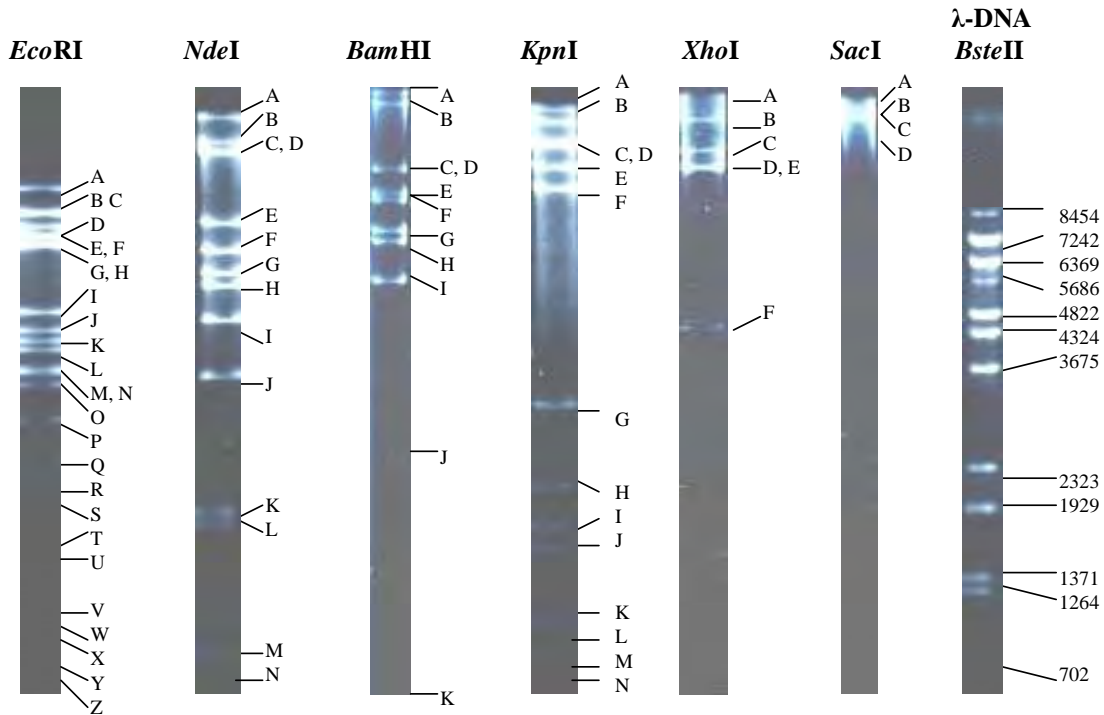 λ-DNA
EcoRI NdeI BamHI KpnI XhoI SacI BsteII
A
B C
D
E, F
G, H
I
J
K
L
M, N
O
P
Q
R
S
T
U
V
W
X
Y
Z
A
B
C, D
E
F
G
H
I
J
K
L
M
N
A
B
C, D
E
F
G
H
I
J
K
A
B
C, D
E
F
G
H
I
J
K
L
M
N
A
B
C
D, E
F
A
B
C
D
8454
7242
6369
5686
4822
4324
3675
2323
1929
1371
1264
702